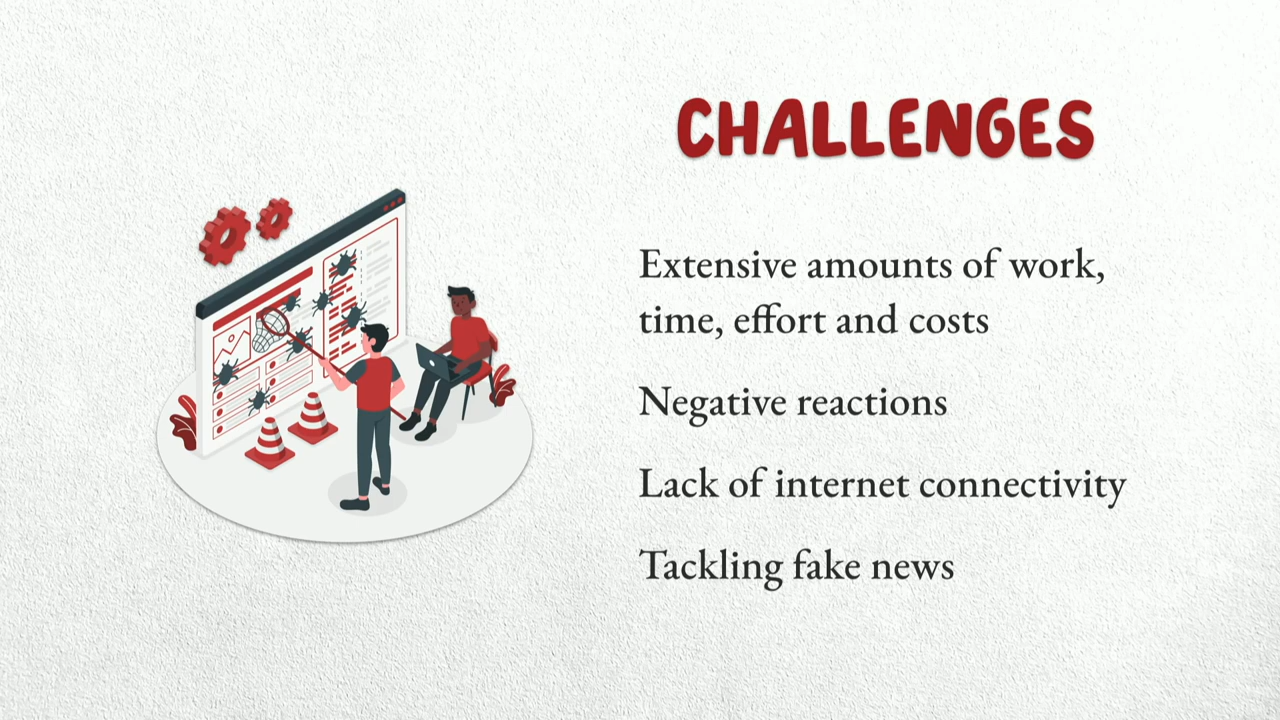 CHALLENGES
Extensive amounts of work,
time, effort and costs
Negative reactions
Lack of internet connectivity
Tackling fake news